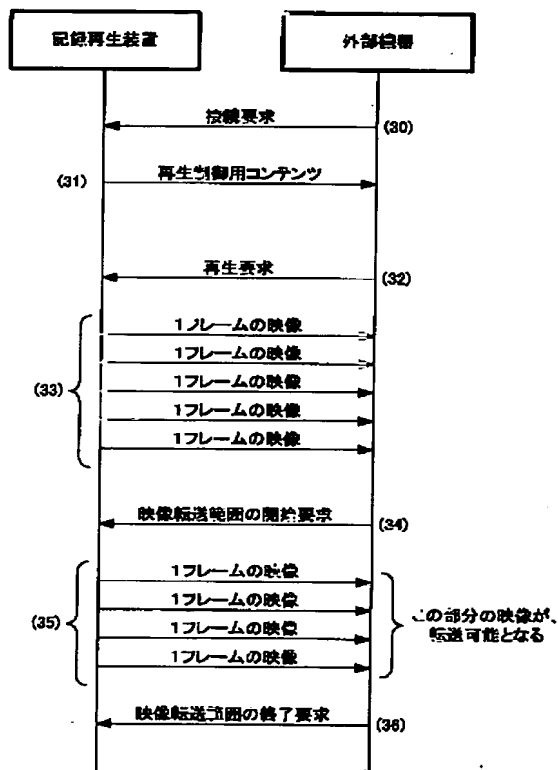 記録再生装置
外部機器
接続要求
(30)
(31)
再生制御用コンテンツ
再生要求
(32)
1フレームの映像
1フレームの映像
(33)
1フレームの映像
1フレームの映像
1フレームの映像
映像転送範囲の開始要求
(34)
1フレームの映像
1フレームの映像
(35)
1フレームの映像
1フレームの映像
この部分の映像が、
転送可能となる
映像転送範囲の終了要求
(36)